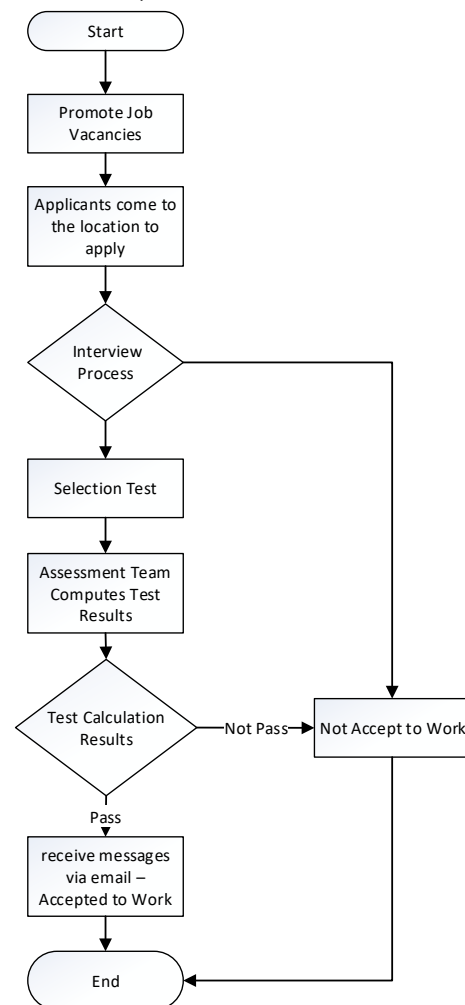 Start
Promote Job
Vacancies
Applicants come to
the location to
apply
Interview
Process
Selection Test
Assessment Team
Computes Test
Results
Test Calculation
Results
Not Pass
Not Accept to Work
Pass
receive messages
via email –
Accepted to Work
End